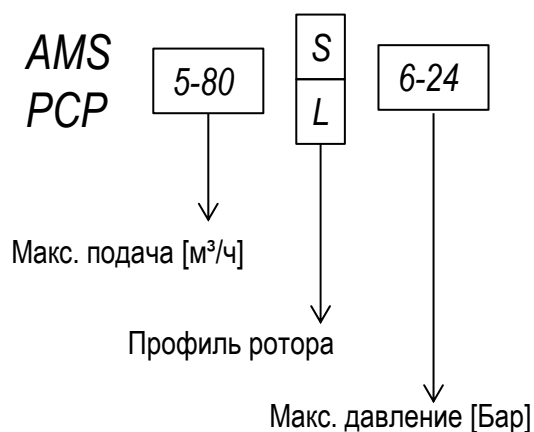 AMS
PCP
5-80
S
L
6-24
Макс. подача [м³/ч]
Профиль ротора
Макс. давление [Бар]